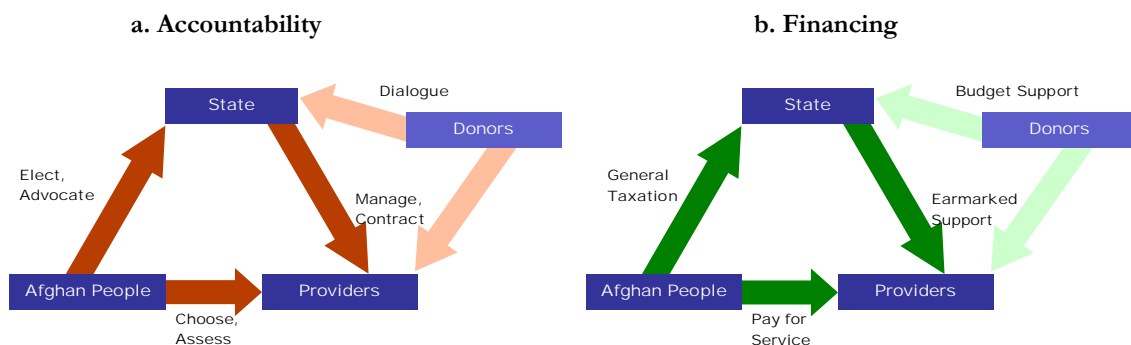 a. Accountability
State
Dialogue
Donors
Elect,
Advocate
Manage,
Contract
Afghan People
Providers
Choose,
Assess
b. Financing
State
Budget Support
Donors
General
Taxation
Earmarked
Support
Afghan People
Providers
Pay for
Service